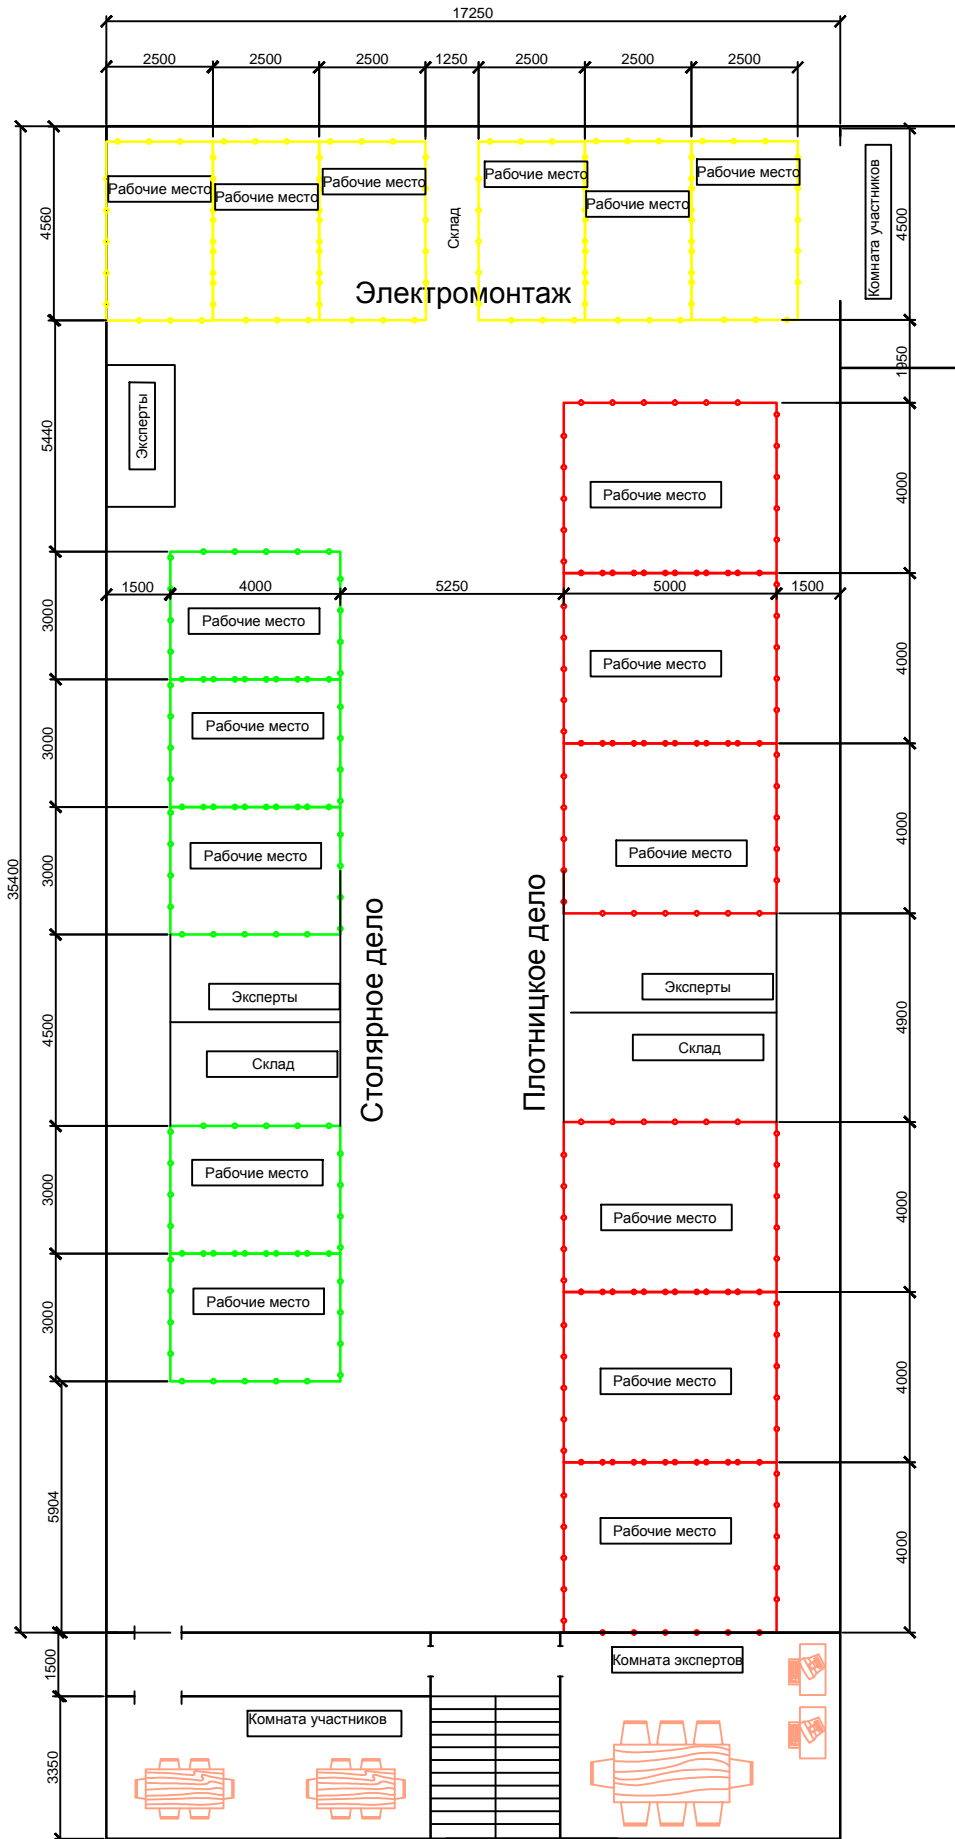 17250
2500
2500
2500
1250
2500
2500
2500
Рабочие место
Рабочие место
Рабочие место
Склад
Рабочие место
Рабочие место
Рабочие место
Комната участников
4560
4500
Электромонтаж
1950
Эксперты
5440
4000
Рабочие место
1500
4000
5250
5000
1500
3000
Рабочие место
Рабочие место
4000
3000
Рабочие место
3000
Рабочие место
Рабочие место
4000
35400
Столярное дело
Плотницкое дело
4500
Эксперты
Склад
Эксперты
Склад
4900
3000
Рабочие место
Рабочие место
4000
3000
Рабочие место
Рабочие место
4000
5904
Рабочие место
4000
1500
Комната экспертов
Комната участников
3350